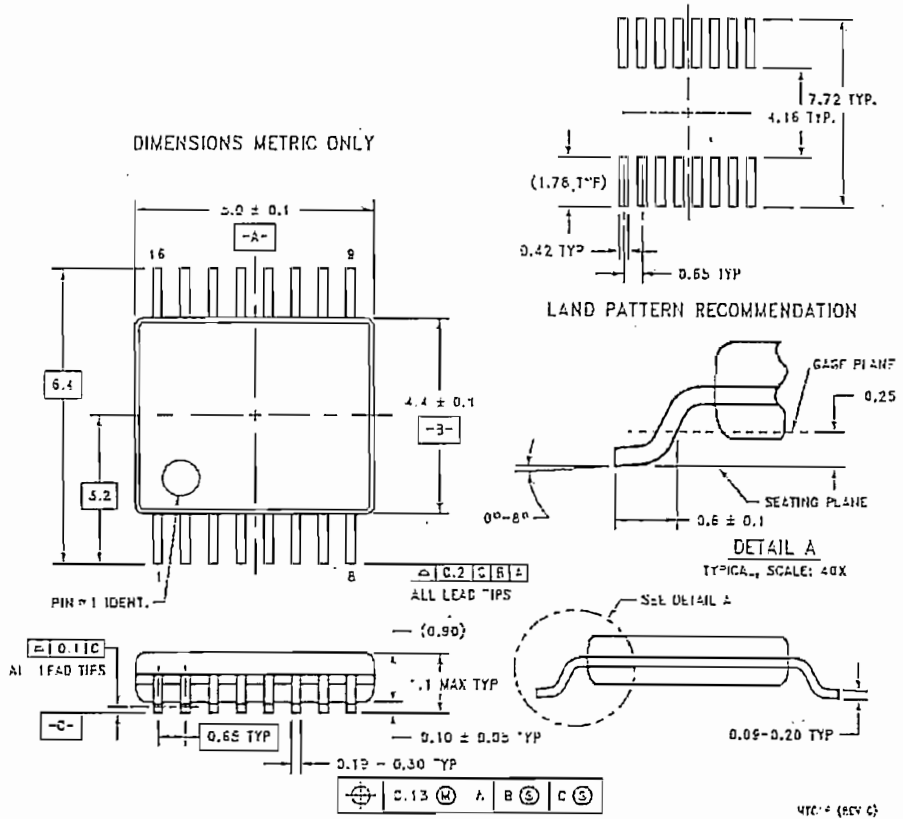 7.72 TYP.
4.16 TYP.
DIMENSIONS METRIC ONLY
5.0 ± 0.1
-A-
16
9
0.42 TYP
0.65 TYP
LAND PATTERN RECOMMENDATION
6.4
4.4 ± 0.1
-B-
GAGE PLANE
0.25
3.2
SEATING PLANE
0°-8°
0.6 ± 0.1
DETAIL A
TYPICAL, SCALE: 40X
1
8
0.2 C B A
ALL LEAD TIPS
PIN #1 IDENT.
SEE DETAIL A
(0.90)
0.1 C
ALL LEAD TIPS
1.1 MAX TYP
-C-
0.65 TYP
0.10 ± 0.05 TYP
0.09-0.20 TYP
0.19 - 0.30 TYP
0.13 Ⓜ A B Ⓢ C Ⓢ